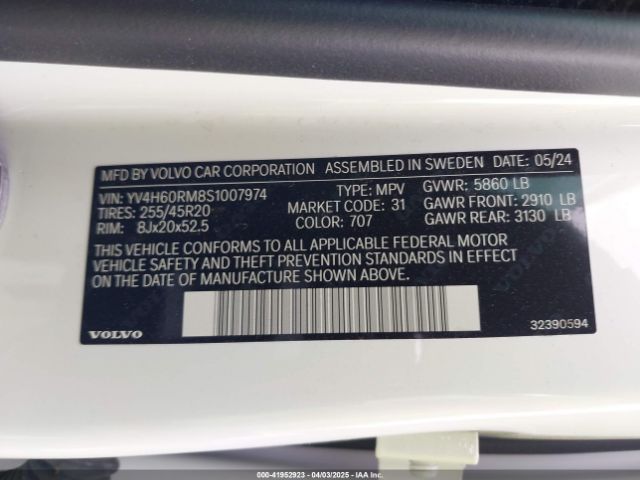 MFD BY VOLVO CAR CORPORATION ASSEMBLED IN SWEDEN DATE: 05/24
VIN: YV4H60RM8S1007974 TYPE: MPV GVWR: 5860 LB
TIRES: 255/45R20 MARKET CODE: 31 GAWR FRONT: 2910 LB
RIM: 8Jx20x52.5 COLOR: 707 GAWR REAR: 3130 LB
THIS VEHICLE CONFORMS TO ALL APPLICABLE FEDERAL MOTOR
VEHICLE SAFETY AND THEFT PREVENTION STANDARDS IN EFFECT
ON THE DATE OF MANUFACTURE SHOWN ABOVE.
VOLVO 32390594
000-41952923 - 04/03/2025 - IAAI.COM